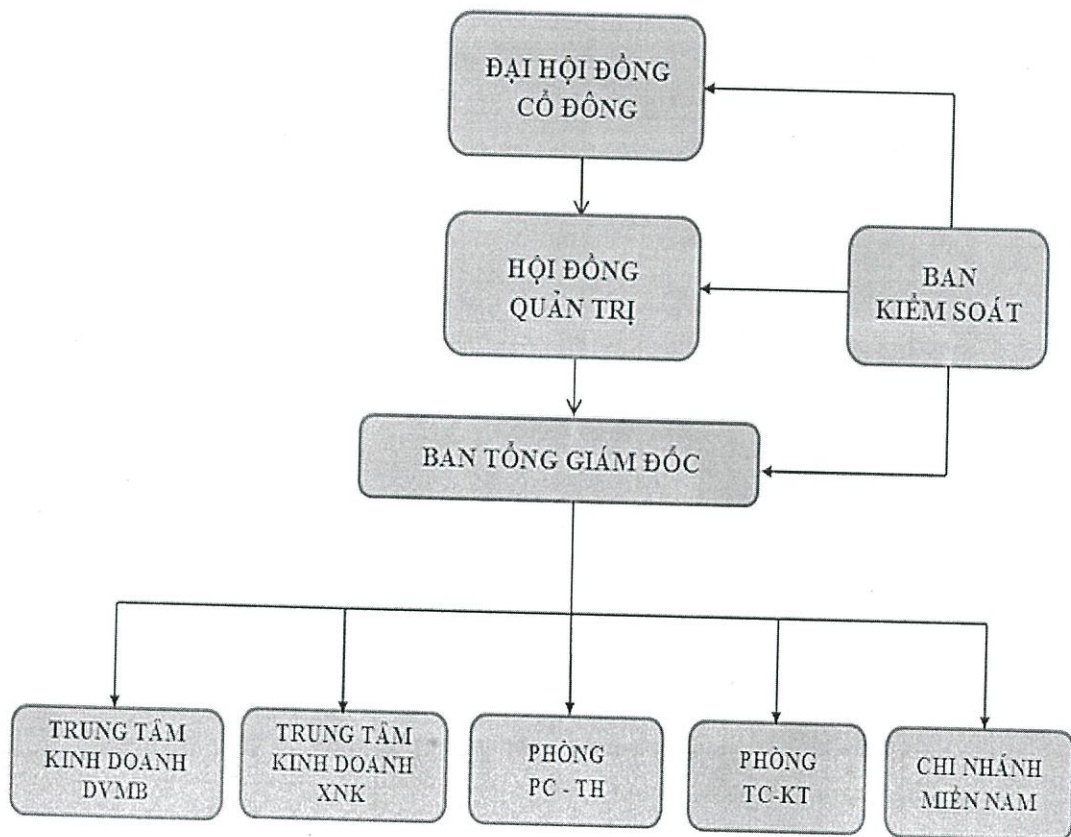 ĐẠI HỘI ĐỒNG
CỔ ĐÔNG
HỘI ĐỒNG
QUẢN TRỊ
BAN
KIỂM SOÁT
BAN TỔNG GIÁM ĐỐC
TRUNG TÂM
KINH DOANH
DVMB
TRUNG TÂM
KINH DOANH
XNK
PHÒNG
PC - TH
PHÒNG
TC-KT
CHI NHÁNH
MIỀN NAM